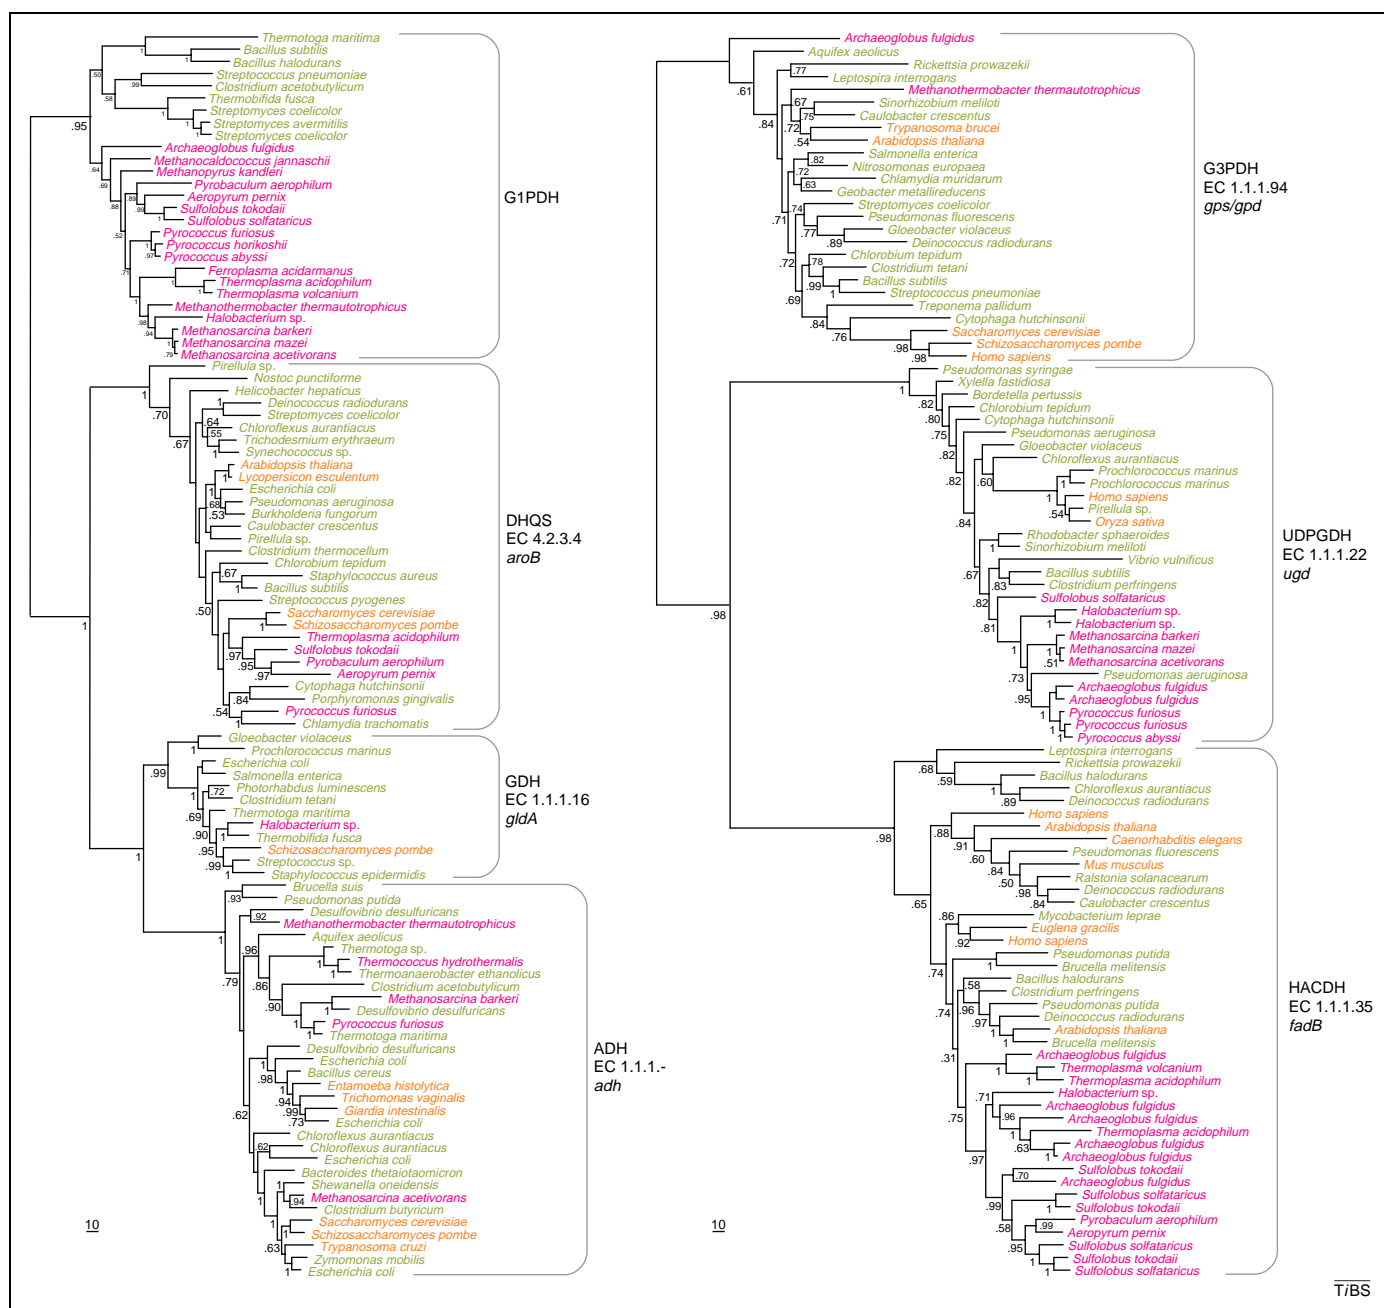 Thermotoga maritima
Bacillus subtilis
Bacillus halodurans
Streptococcus pneumoniae
Clostridium acetobutylicum
Thermobifida fusca
Streptomyces coelicolor
Streptomyces avermitilis
Streptomyces coelicolor
Archaeoglobus fulgidus
Methanocaldococcus jannaschii
Methanopyrus kandleri
Pyrobaculum aerophilum
Aeropyrum pernix
Sulfolobus tokodaii
Sulfolobus solfataricus
Pyrococcus furiosus
Pyrococcus horikoshii
Pyrococcus abyssi
Ferroplasma acidarmanus
Thermoplasma acidophilum
Thermoplasma volcanium
Methanothermobacter thermautotrophicus
Halobacterium sp.
Methanosarcina barkeri
Methanosarcina mazei
Methanosarcina acetivorans
G1PDH
Pirellula sp.
Nostoc punctiforme
Helicobacter hepaticus
Deinococcus radiodurans
Streptomyces coelicolor
Chloroflexus aurantiacus
Trichodesmium erythraeum
Synechococcus sp.
Arabidopsis thaliana
Lycopersicon esculentum
Escherichia coli
Pseudomonas aeruginosa
Burkholderia fungorum
Caulobacter crescentus
Pirellula sp.
Clostridium thermocellum
Chlorobium tepidum
Staphylococcus aureus
Bacillus subtilis
Streptococcus pyogenes
Saccharomyces cerevisiae
Schizosaccharomyces pombe
Thermoplasma acidophilum
Sulfolobus tokodaii
Pyrobaculum aerophilum
Aeropyrum pernix
Cytophaga hutchinsonii
Porphyromonas gingivalis
Pyrococcus furiosus
Chlamydia trachomatis
DHQS
EC 4.2.3.4
aroB
Gloeobacter violaceus
Prochlorococcus marinus
Escherichia coli
Salmonella enterica
Photorhabdus luminescens
Clostridium tetani
Thermotoga maritima
Halobacterium sp.
Thermobifida fusca
Schizosaccharomyces pombe
Streptococcus sp.
Staphylococcus epidermidis
GDH
EC 1.1.1.16
gldA
Brucella suis
Pseudomonas putida
Desulfovibrio desulfuricans
Methanothermobacter thermautotrophicus
Aquifex aeolicus
Thermotoga sp.
Thermococcus hydrothermalis
Thermoanaerobacter ethanolicus
Clostridium acetobutylicum
Methanosarcina barkeri
Desulfovibrio desulfuricans
Pyrococcus furiosus
Thermotoga maritima
Desulfovibrio desulfuricans
Escherichia coli
Bacillus cereus
Entamoeba histolytica
Trichomonas vaginalis
Giardia intestinalis
Escherichia coli
Chloroflexus aurantiacus
Chloroflexus aurantiacus
Escherichia coli
Bacteroides thetaiotaomicron
Shewanella oneidensis
Methanosarcina acetivorans
Clostridium butyricum
Saccharomyces cerevisiae
Schizosaccharomyces pombe
Trypanosoma cruzi
Zymomonas mobilis
Escherichia coli
ADH
EC 1.1.1.-
adh
10
Archaeoglobus fulgidus
Aquifex aeolicus
Rickettsia prowazekii
Leptospira interrogans
Methanothermobacter thermautotrophicus
Sinorhizobium meliloti
Caulobacter crescentus
Trypanosoma brucei
Arabidopsis thaliana
Salmonella enterica
Nitrosomonas europaea
Chlamydia muridarum
Geobacter metallireducens
Streptomyces coelicolor
Pseudomonas fluorescens
Gloeobacter violaceus
Deinococcus radiodurans
Chlorobium tepidum
Clostridium tetani
Bacillus subtilis
Streptococcus pneumoniae
Treponema pallidum
Cytophaga hutchinsonii
Saccharomyces cerevisiae
Schizosaccharomyces pombe
Homo sapiens
G3PDH
EC 1.1.1.94
gps/gpd
Pseudomonas syringae
Xylella fastidiosa
Bordetella pertussis
Chlorobium tepidum
Cytophaga hutchinsonii
Pseudomonas aeruginosa
Gloeobacter violaceus
Chloroflexus aurantiacus
Prochlorococcus marinus
Prochlorococcus marinus
Homo sapiens
Pirellula sp.
Oryza sativa
Rhodobacter sphaeroides
Sinorhizobium meliloti
Vibrio vulnificus
Bacillus subtilis
Clostridium perfringens
Sulfolobus solfataricus
Halobacterium sp.
Halobacterium sp.
Methanosarcina barkeri
Methanosarcina mazei
Methanosarcina acetivorans
Pseudomonas aeruginosa
Archaeoglobus fulgidus
Archaeoglobus fulgidus
Pyrococcus furiosus
Pyrococcus furiosus
Pyrococcus abyssi
UDPGDH
EC 1.1.1.22
ugd
Leptospira interrogans
Rickettsia prowazekii
Bacillus halodurans
Chloroflexus aurantiacus
Deinococcus radiodurans
Homo sapiens
Arabidopsis thaliana
Caenorhabditis elegans
Pseudomonas fluorescens
Mus musculus
Ralstonia solanacearum
Deinococcus radiodurans
Caulobacter crescentus
Mycobacterium leprae
Euglena gracilis
Homo sapiens
Pseudomonas putida
Brucella melitensis
Bacillus halodurans
Clostridium perfringens
Pseudomonas putida
Deinococcus radiodurans
Arabidopsis thaliana
Brucella melitensis
Archaeoglobus fulgidus
Thermoplasma volcanium
Thermoplasma acidophilum
Halobacterium sp.
Archaeoglobus fulgidus
Archaeoglobus fulgidus
Thermoplasma acidophilum
Archaeoglobus fulgidus
Archaeoglobus fulgidus
Sulfolobus tokodaii
Archaeoglobus fulgidus
Sulfolobus solfataricus
Sulfolobus tokodaii
Pyrobaculum aerophilum
Aeropyrum pernix
Sulfolobus solfataricus
Sulfolobus tokodaii
Sulfolobus solfataricus
HACDH
EC 1.1.1.35
fadB
10
TiBS